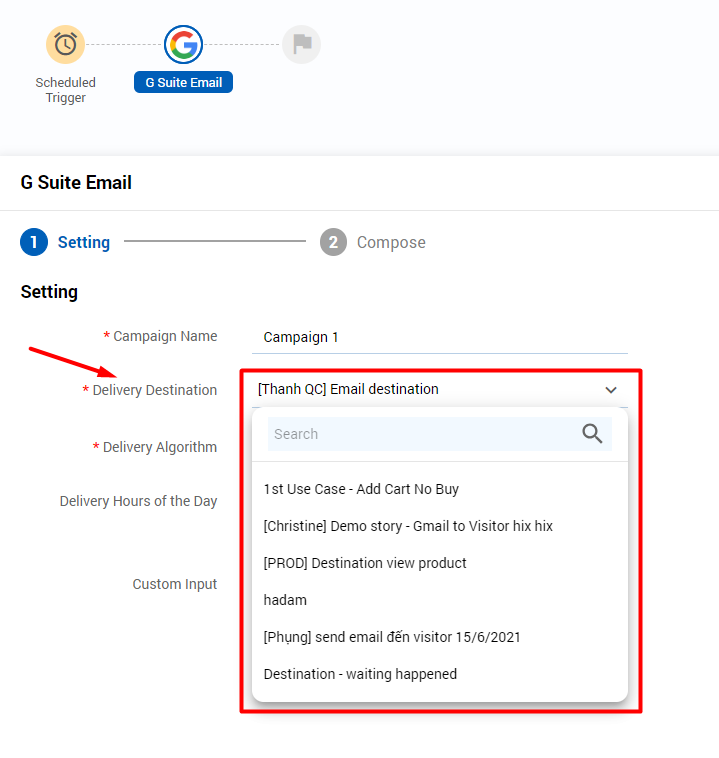 Scheduled
Trigger
G Suite Email
G Suite Email
1 Setting
2 Compose
Setting
* Campaign Name
Campaign 1
* Delivery Destination
[Thanh QC] Email destination
Search
* Delivery Algorithm
1st Use Case - Add Cart No Buy
Delivery Hours of the Day
[Christine] Demo story - Gmail to Visitor hix hix
[PROD] Destination view product
Custom Input
hadam
[Phụng] send email đến visitor 15/6/2021
Destination - waiting happened